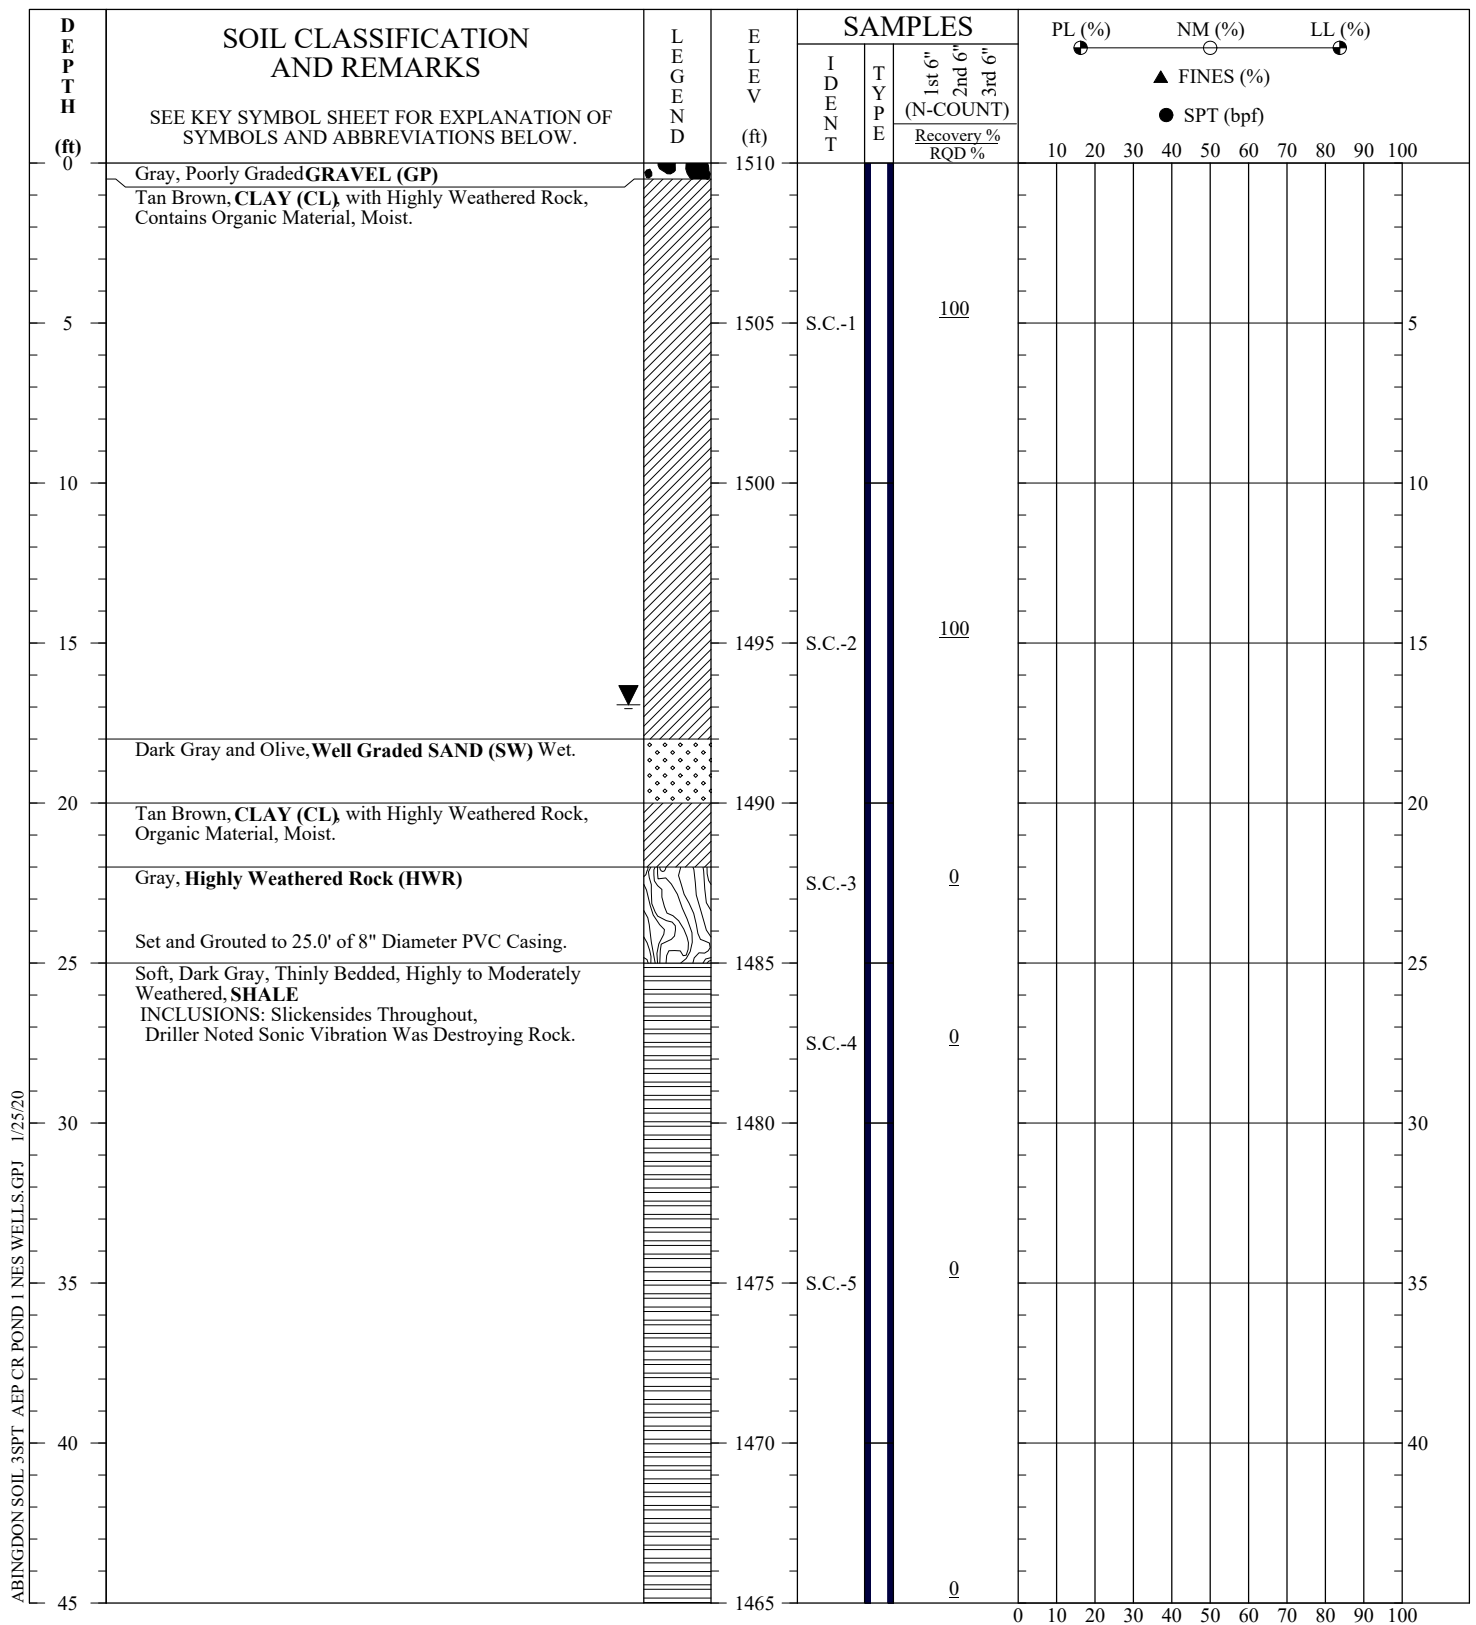 DEPTH
(ft)
SOIL CLASSIFICATION
AND REMARKS
SEE KEY SYMBOL SHEET FOR EXPLANATION OF
SYMBOLS AND ABBREVIATIONS BELOW.
LEGEND
ELEV
(ft)
SAMPLES
IDENT
TYPE
1st 6"
2nd 6"
3rd 6"
(N-COUNT)
Recovery %
RQD %
PL (%) NM (%) LL (%)
FINES (%)
SPT (bpf)
10 20 30 40 50 60 70 80 90 100
0 1510
Gray, Poorly Graded GRAVEL (GP)
Tan Brown, CLAY (CL), with Highly Weathered Rock,
Contains Organic Material, Moist.
100
5 1505 S.C.-1 5
10 1500 10
100
15 1495 S.C.-2 15
Dark Gray and Olive, Well Graded SAND (SW) Wet.
20 1490 20
Tan Brown, CLAY (CL), with Highly Weathered Rock,
Organic Material, Moist.
Gray, Highly Weathered Rock (HWR)
S.C.-3 0
Set and Grouted to 25.0' of 8" Diameter PVC Casing.
25 1485 25
Soft, Dark Gray, Thinly Bedded, Highly to Moderately
Weathered, SHALE
INCLUSIONS: Slickensides Throughout,
Driller Noted Sonic Vibration Was Destroying Rock.
S.C.-4 0
30 1480 30
0
35 1475 S.C.-5 35
40 1470 40
0
45 1465
0 10 20 30 40 50 60 70 80 90 100
ABINGDON SOIL 3SPT AEP CR POND 1 NES WELLS.GPJ 1/25/20